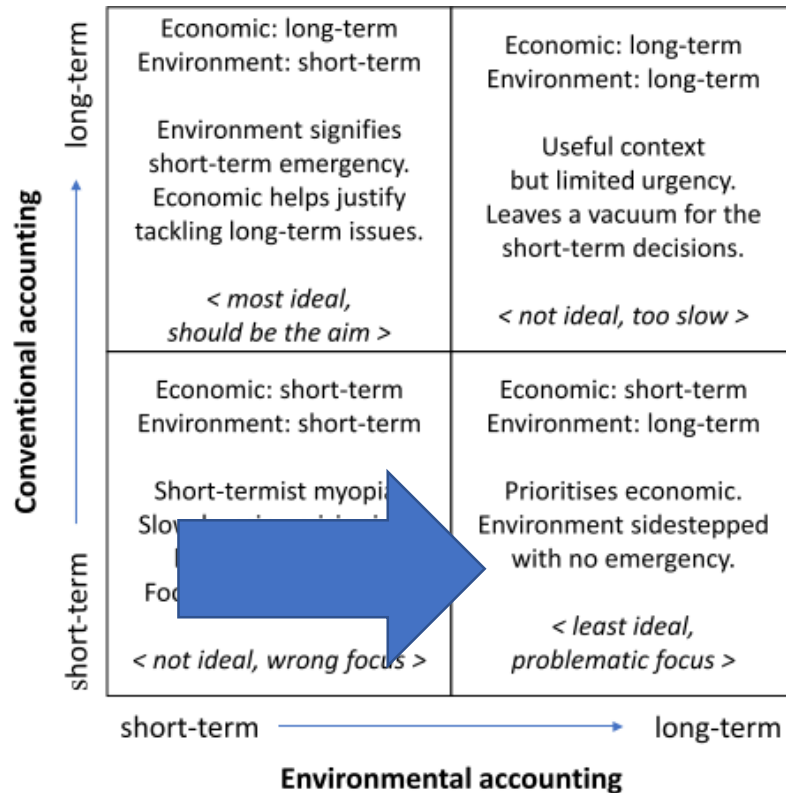 Economic: long-term
Environment: short-term
Environment signifies
short-term emergency.
Economic helps justify
tackling long-term issues.
< most ideal,
should be the aim >
Economic: long-term
Environment: long-term
Useful context
but limited urgency.
Leaves a vacuum for the
short-term decisions.
< not ideal, too slow >
Economic: short-term
Environment: short-term
Short-termist
< not ideal, wrong focus >
Economic: short-term
Environment: long-term
Prioritises economic.
Environment sidestepped
with no emergency.
< least ideal,
problematic focus >
Conventional accounting
long-term
short-term
short-term
long-term
Environmental accounting